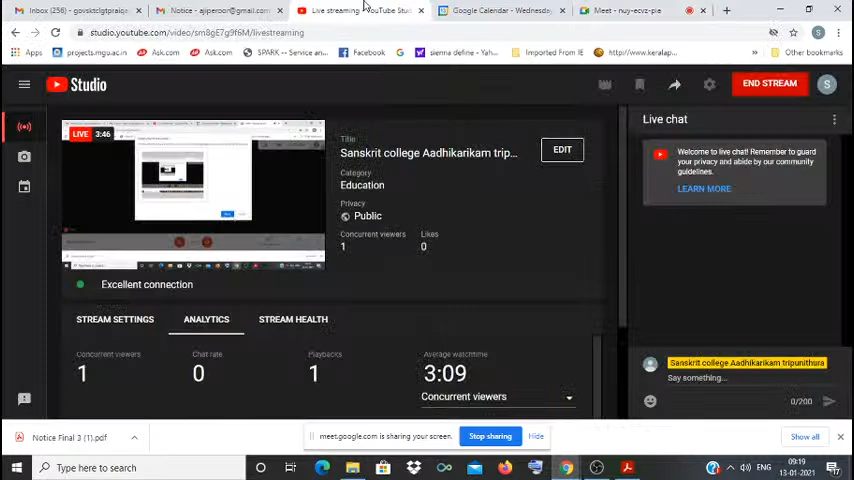 Inbox (256) - govsktclgtpraiqa
Notice - ajiperoor@gmail.com
Live streaming - YouTube Stud
Google Calendar - Wednesda
Meet - nuy-ecvz-pie
studio.youtube.com/video/sm8gE7g9f6M/livestreaming
Apps
projects.mgu.ac.in
Ask.com
Ask.com
SPARK -- Service an...
Facebook
sienna define - Yah...
Imported From IE
http://www.keralap...
Other bookmarks
Studio
END STREAM
S
LIVE 3:46
Title
Sanskrit college Aadhikarikam trip...
EDIT
Category
Education
Privacy
Public
Concurrent viewers
Likes
1
0
Excellent connection
STREAM SETTINGS
ANALYTICS
STREAM HEALTH
Concurrent viewers
Chat rate
Playbacks
Average watchtime
1
0
1
3:09
Concurrent viewers
Live chat
Welcome to live chat! Remember to guard
your privacy and abide by our community
guidelines.
LEARN MORE
Sanskrit college Aadhikarikam tripunithura
Say something...
0/200
Notice Final 3 (1).pdf
meet.google.com is sharing your screen.
Stop sharing
Hide
Show all
Type here to search
ENG
09:19
13-01-2021